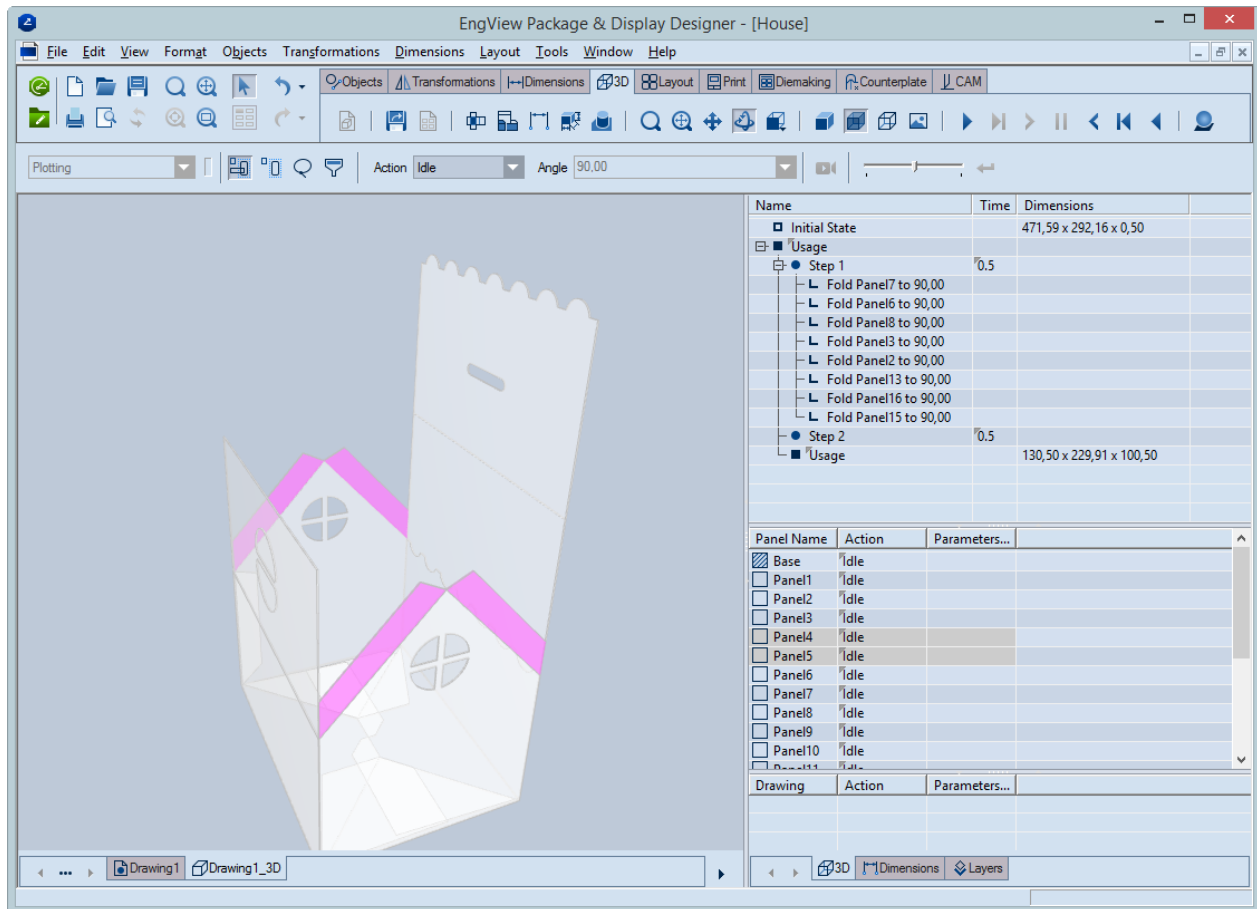 EngView Package & Display Designer - [House]
File Edit View Format Objects Transformations Dimensions Layout Tools Window Help
Objects Transformations Dimensions 3D Layout Print Diemaking Counterplate CAM
Plotting Action Idle Angle 90,00
Name Time Dimensions
Initial State 471,59 x 292,16 x 0,50
Usage
Step 1 0.5
Fold Panel7 to 90,00
Fold Panel6 to 90,00
Fold Panel8 to 90,00
Fold Panel3 to 90,00
Fold Panel2 to 90,00
Fold Panel13 to 90,00
Fold Panel16 to 90,00
Fold Panel15 to 90,00
Step 2 0.5
Usage 130,50 x 229,91 x 100,50
Panel Name Action Parameters...
Base Idle
Panel1 Idle
Panel2 Idle
Panel3 Idle
Panel4 Idle
Panel5 Idle
Panel6 Idle
Panel7 Idle
Panel8 Idle
Panel9 Idle
Panel10 Idle
Drawing Action Parameters...
Drawing1 Drawing1_3D
3D Dimensions Layers